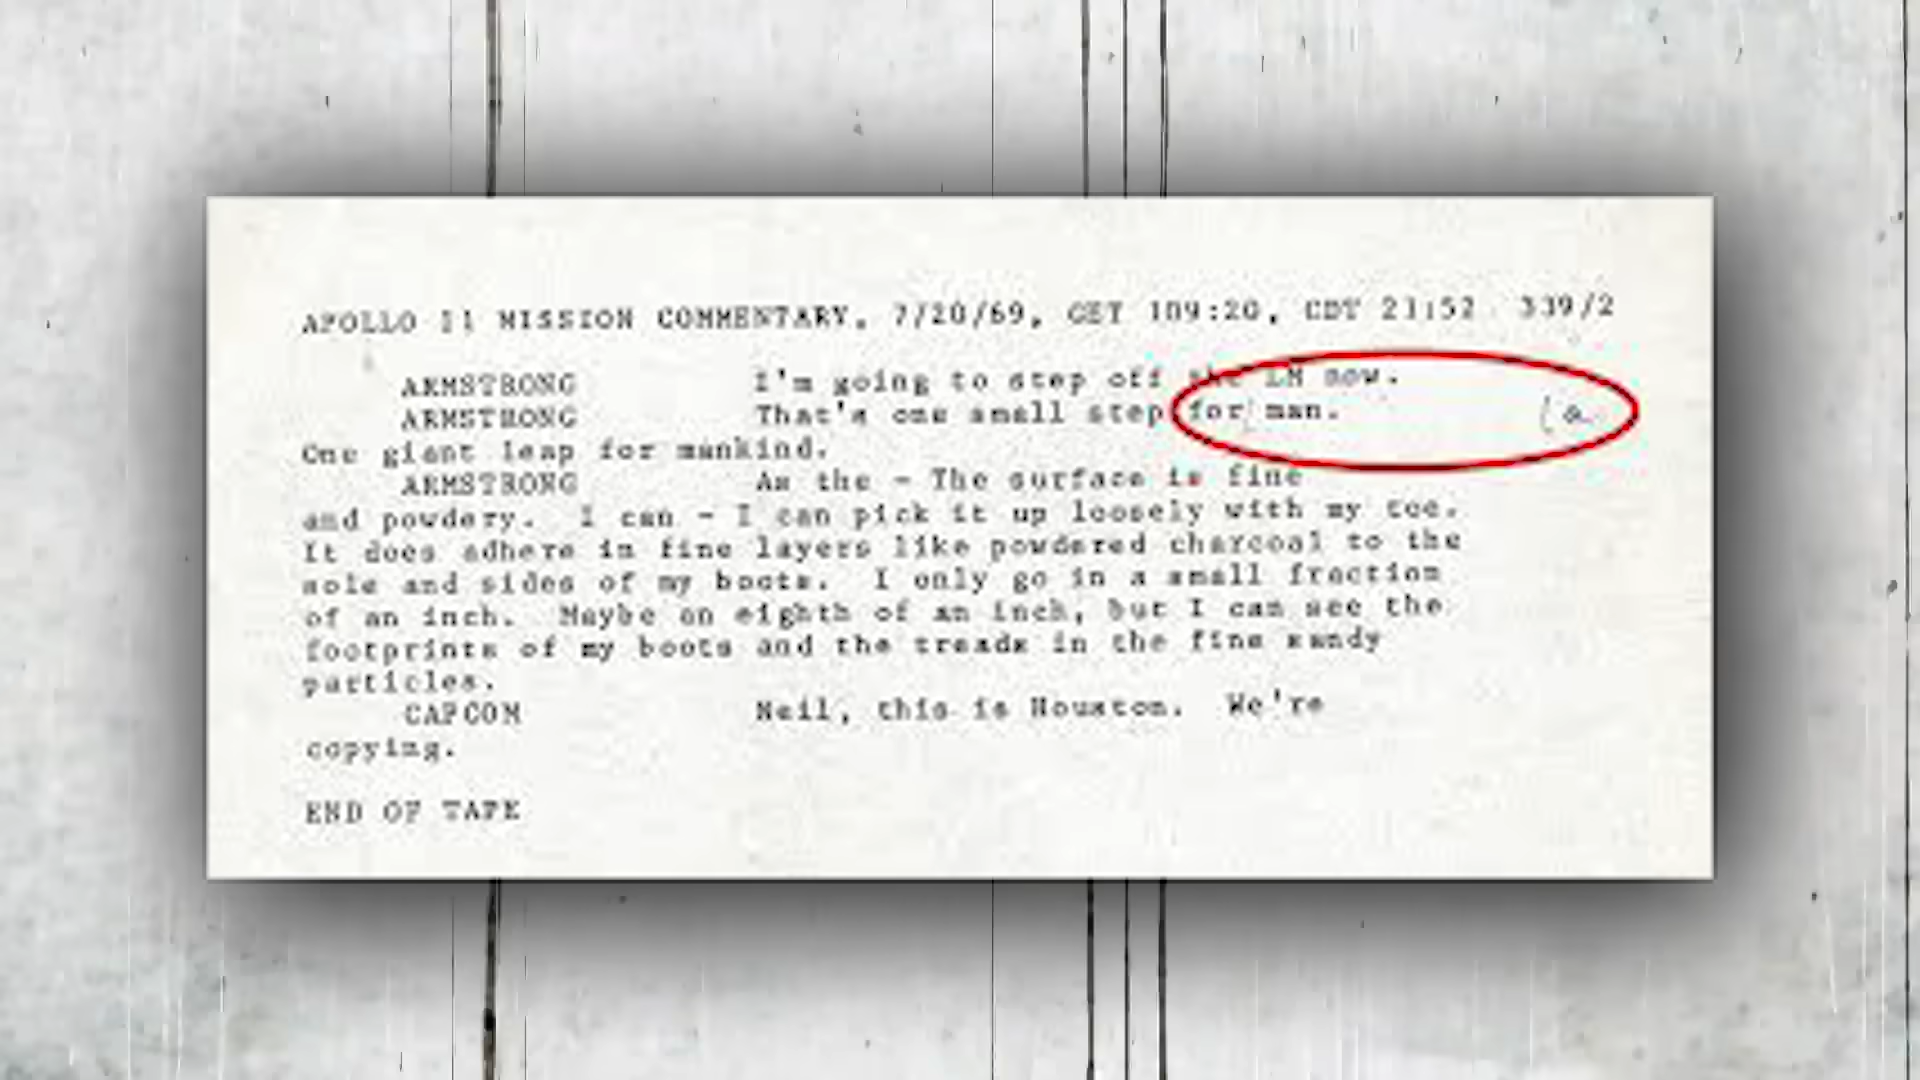 APOLLO 11 MISSION COMMENTARY, 7/20/69, GET 109:20, CDT 21:52 339/2
ARMSTRONG I'm going to step off the LM now.
ARMSTRONG That's one small step for man. (a
One giant leap for mankind.
ARMSTRONG As the - The surface is fine
and powdery. I can - I can pick it up loosely with my toe.
It does adhere in fine layers like powdered charcoal to the
sole and sides of my boots. I only go in a small fraction
of an inch. Maybe an eighth of an inch, but I can see the
footprints of my boots and the treads in the fine sandy
particles.
CAPCOM Neil, this is Houston. We're
copying.
END OF TAPE